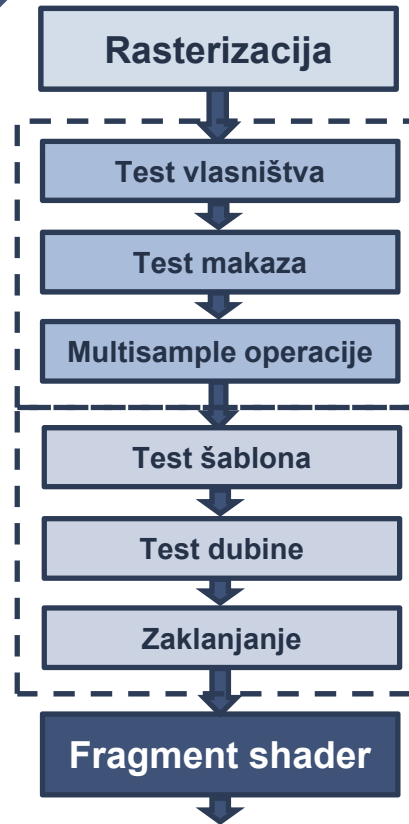 Rasterizacija
Test vlasništva
Test makaza
Multisample operacije
Test šablona
Test dubine
Zaklanjanje
Fragment shader